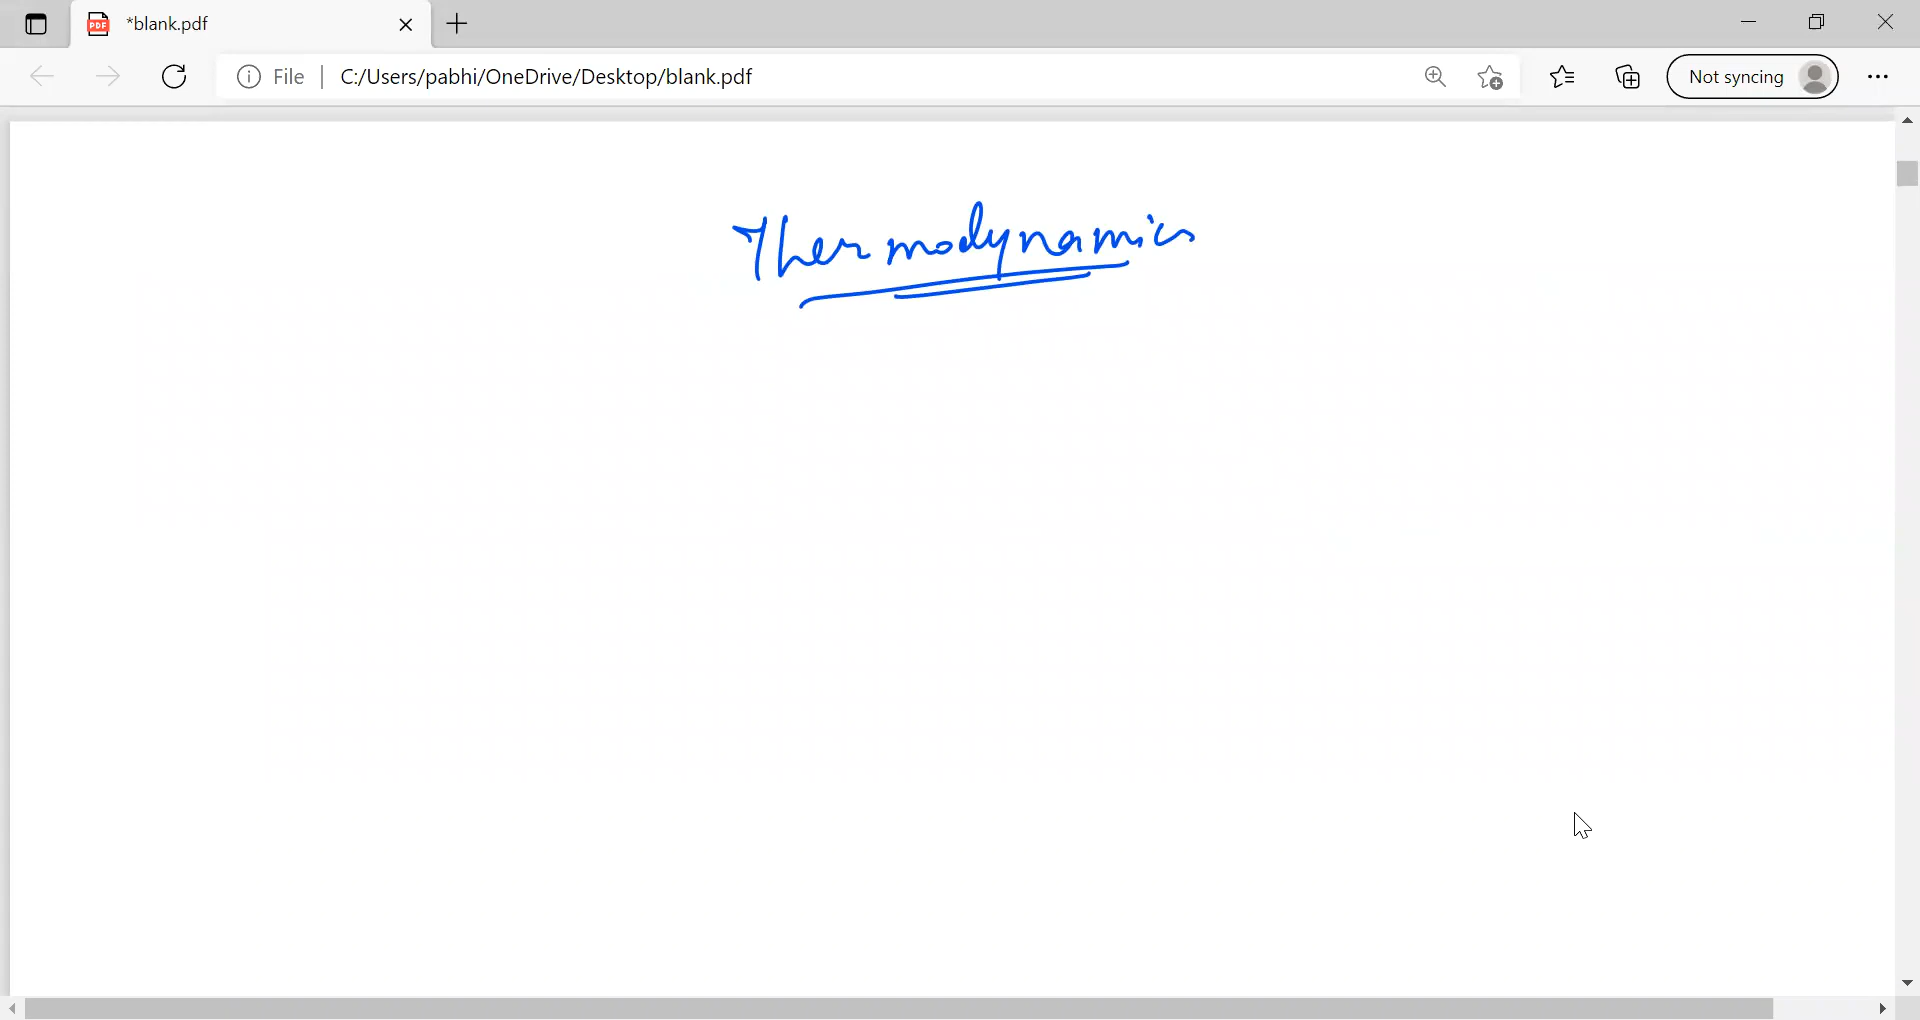 *blank.pdf
File
C:/Users/pabhi/OneDrive/Desktop/blank.pdf
Not syncing
Thermodynamics